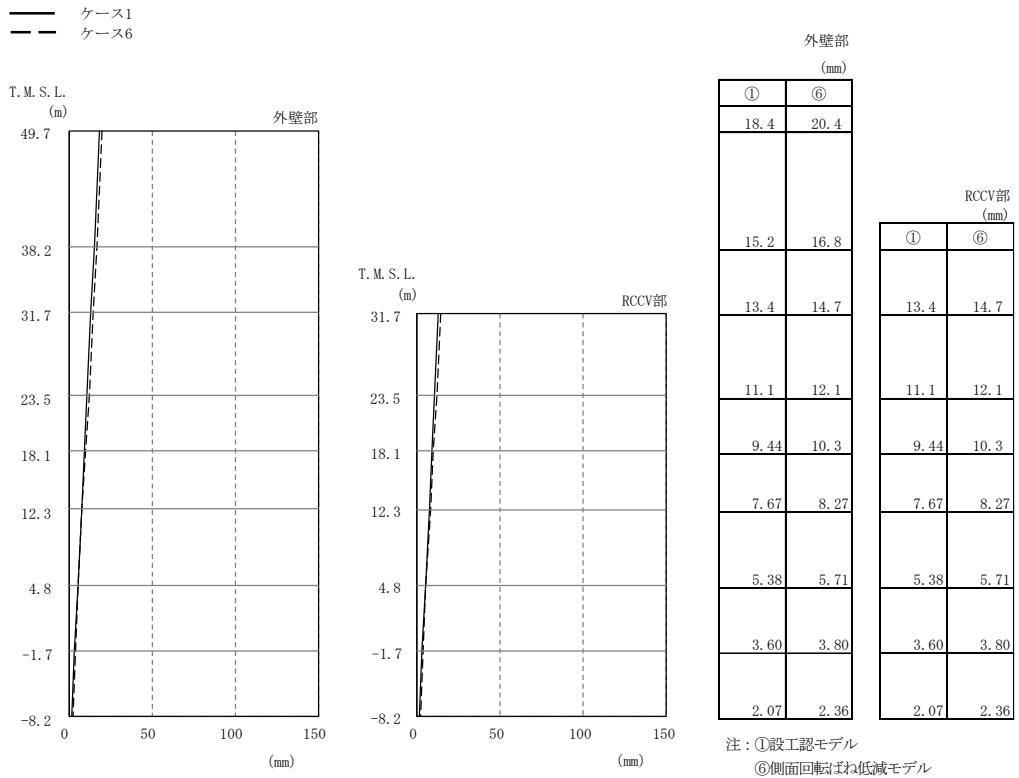 ケース1
ケース6
T.M.S.L.
(m)
外壁部
49.7
38.2
31.7
23.5
18.1
12.3
4.8
-1.7
-8.2
0 50 100 150
(mm)
T.M.S.L.
(m)
RCCV部
31.7
23.5
18.1
12.3
4.8
-1.7
-8.2
0 50 100 150
(mm)
外壁部
(mm)
① ⑥
18.4 20.4
15.2 16.8
13.4 14.7
11.1 12.1
9.44 10.3
7.67 8.27
5.38 5.71
3.60 3.80
2.07 2.36
RCCV部
(mm)
① ⑥
13.4 14.7
11.1 12.1
9.44 10.3
7.67 8.27
5.38 5.71
3.60 3.80
2.07 2.36
注：①設工認モデル
⑥側面回転ばね低減モデル